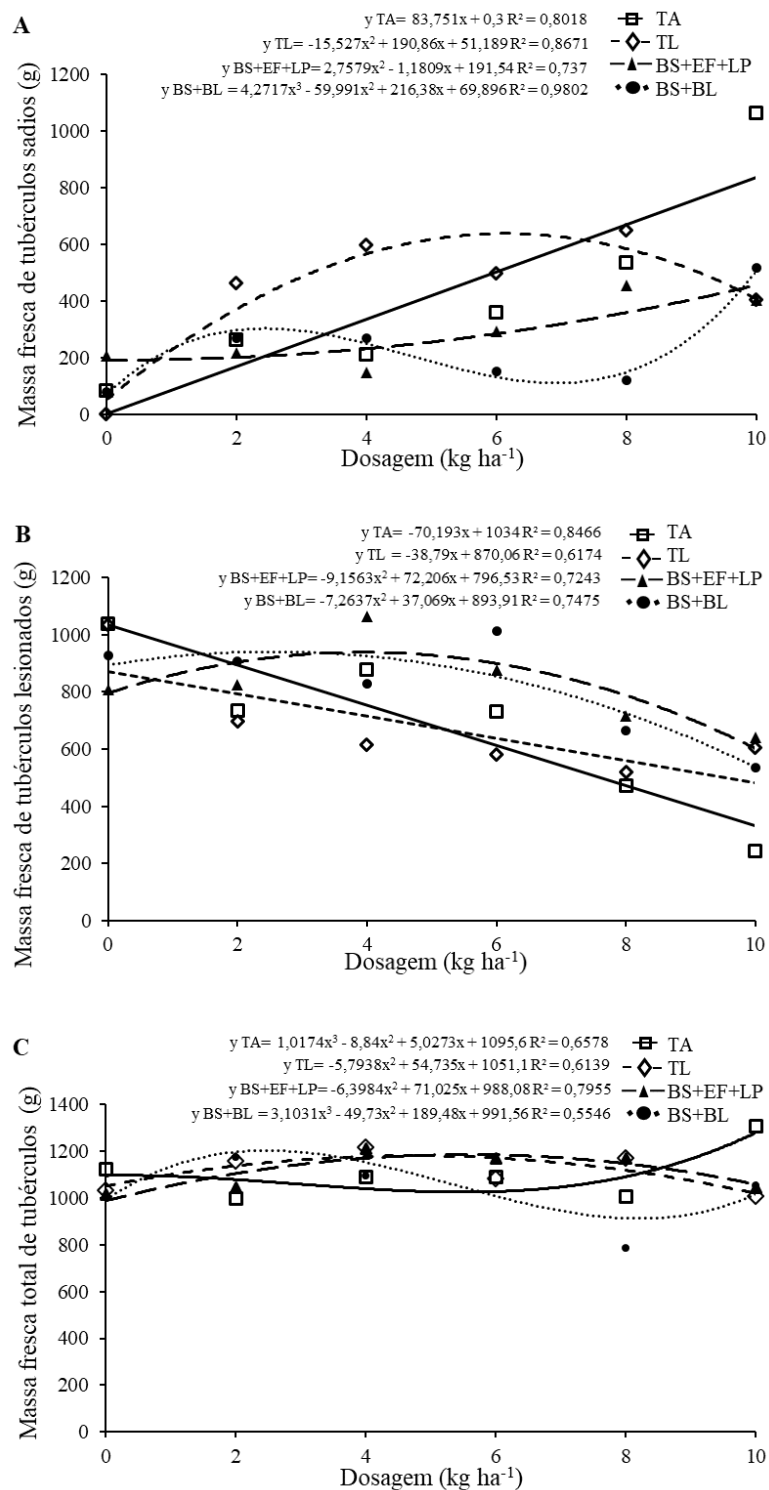 A
y TA= 83,751x + 0,3 R² = 0,8018
TA
y TL= -15,527x² + 190,86x + 51,189 R² = 0,8671
TL
y BS+EF+LP= 2,7579x² - 1,1809x + 191,54 R² = 0,737
BS+EF+LP
y BS+BL = 4,2717x³ - 59,991x² + 216,38x + 69,896 R² = 0,9802
BS+BL
Massa fresca de tubérculos sadios (g)
1200
1000
800
600
400
200
0
0 2 4 6 8 10
Dosagem (kg ha⁻¹)
B
y TA= -70,193x + 1034 R² = 0,8466
TA
y TL = -38,79x + 870,06 R² = 0,6174
TL
y BS+EF+LP=-9,1563x² + 72,206x + 796,53 R² = 0,7243
BS+EF+LP
y BS+BL=-7,2637x² + 37,069x + 893,91 R² = 0,7475
BS+BL
Massa fresca de tubérculos lesionados (g)
1200
1000
800
600
400
200
0
0 2 4 6 8 10
Dosagem (kg ha⁻¹)
C
y TA= 1,0174x³ - 8,84x² + 5,0273x + 1095,6 R² = 0,6578
TA
y TL= -5,7938x² + 54,735x + 1051,1 R² = 0,6139
TL
y BS+EF+LP= -6,3984x² + 71,025x + 988,08 R² = 0,7955
BS+EF+LP
y BS+BL= 3,1031x³ - 49,73x² + 189,48x + 991,56 R² = 0,5546
BS+BL
Massa fresca total de tubérculos (g)
1400
1200
1000
800
600
400
200
0
0 2 4 6 8 10
Dosagem (kg ha⁻¹)